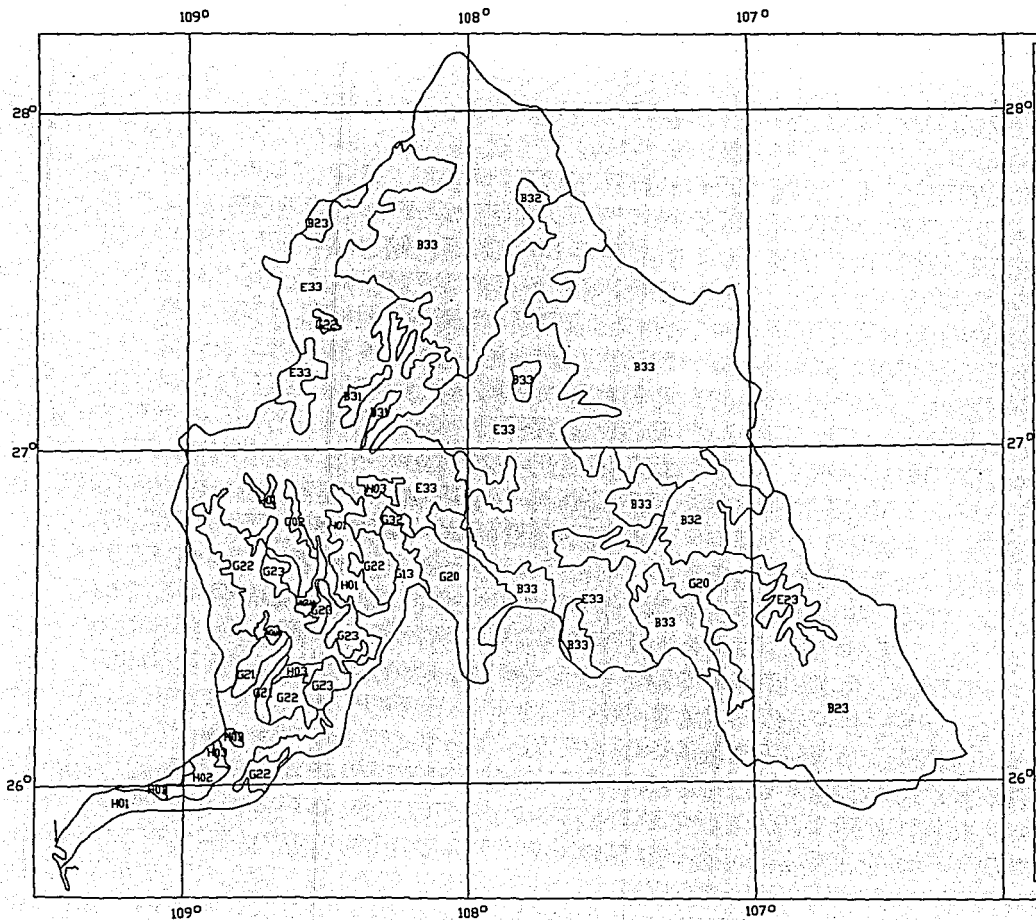 109° 108° 107°
28° 28°
B32
B23
B33
E33
G22
B33
E33 B33
B31
B31
E33
27° 27°
H03 E33
B33
G32 B32
G02 H01
G22 G23 G22 G13 G20 G20
H01 B33 E33 E23
G23
B33
G23 B33
G21 H03
G21 G22 G23
B23
H03
H02 G22
26° 26°
H01
109° 108° 107°